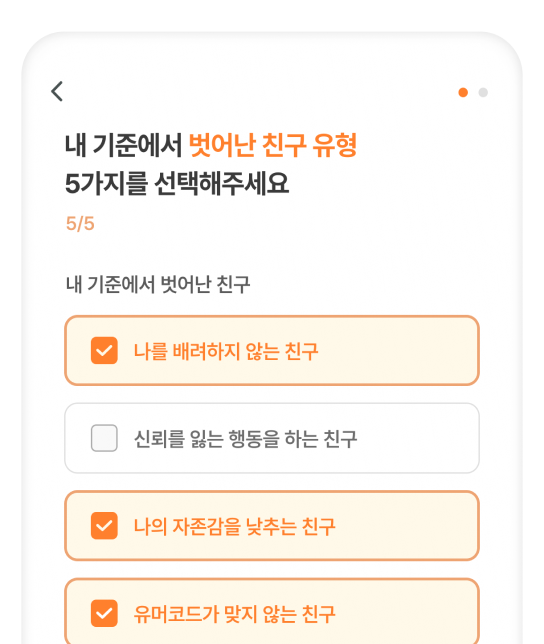 내 기준에서 벗어난 친구 유형
5가지를 선택해주세요
5/5
내 기준에서 벗어난 친구
나를 배려하지 않는 친구
신뢰를 잃는 행동을 하는 친구
나의 자존감을 낮추는 친구
유머코드가 맞지 않는 친구